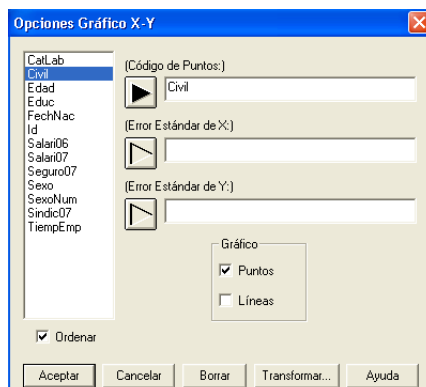 Opciones Gráfico X-Y
CatLab
Civil
Edad
Educ
FechNac
Id
Salari06
Salari07
Seguro07
Sexo
SexoNum
Sindic07
TiempEmp
Ordenar
(Código de Puntos:)
Civil
(Error Estándar de X:)
(Error Estándar de Y:)
Gráfico
Puntos
Líneas
Aceptar Cancelar Borrar Transformar... Ayuda